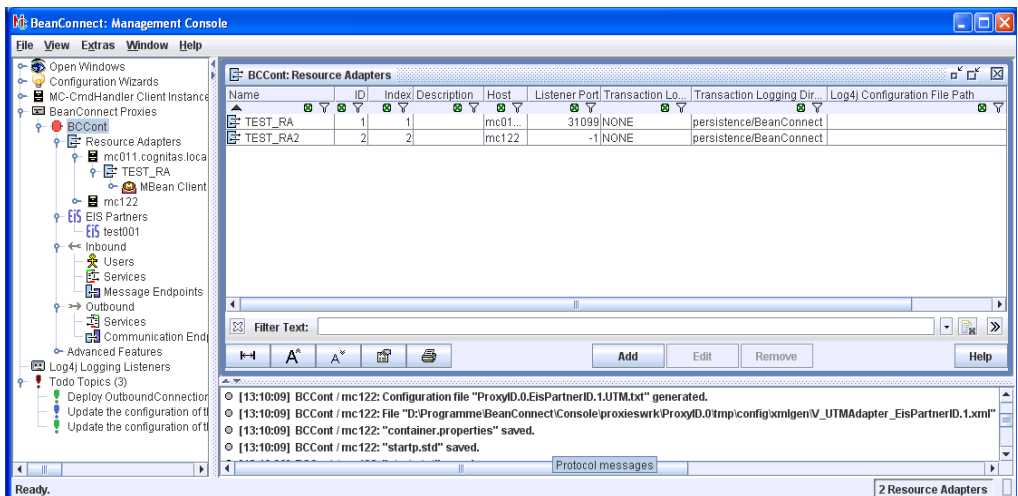 BeanConnect: Management Console
File View Extras Window Help
Open Windows
Configuration Wizards
MC-CmdHandler Client Instance
BeanConnect Proxies
BCCont
Resource Adapters
mc011.cognitas.loca
TEST_RA
MBean Client
mc122
EIS Partners
test001
Inbound
Users
Services
Message Endpoints
Outbound
Services
Communication Endp
Advanced Features
Log4j Logging Listeners
Todo Topics (3)
Deploy OutboundConnection
Update the configuration of t
Update the configuration of t
BCCont: Resource Adapters
Name ID Index Description Host Listener Port Transaction Lo... Transaction Logging Dir... Log4j Configuration File Path
TEST_RA 1 1 mc01... 31099 NONE persistence/BeanConnect
TEST_RA2 2 2 mc122 -1 NONE persistence/BeanConnect
Filter Text:
Add Edit Remove Help
[13:10:09] BCCont / mc122: Configuration file "ProxyID.0.EisPartnerID.1.UTM.txt" generated.
[13:10:09] BCCont / mc122: File "D:\Programme\BeanConnect\Console\proxieswrk\ProxyID.0\tmp\config\xmlgen\V_UTMAdapter_EisPartnerID.1.xml"
[13:10:09] BCCont / mc122: "container.properties" saved.
[13:10:09] BCCont / mc122: "startp.std" saved.
Protocol messages
Ready. 2 Resource Adapters